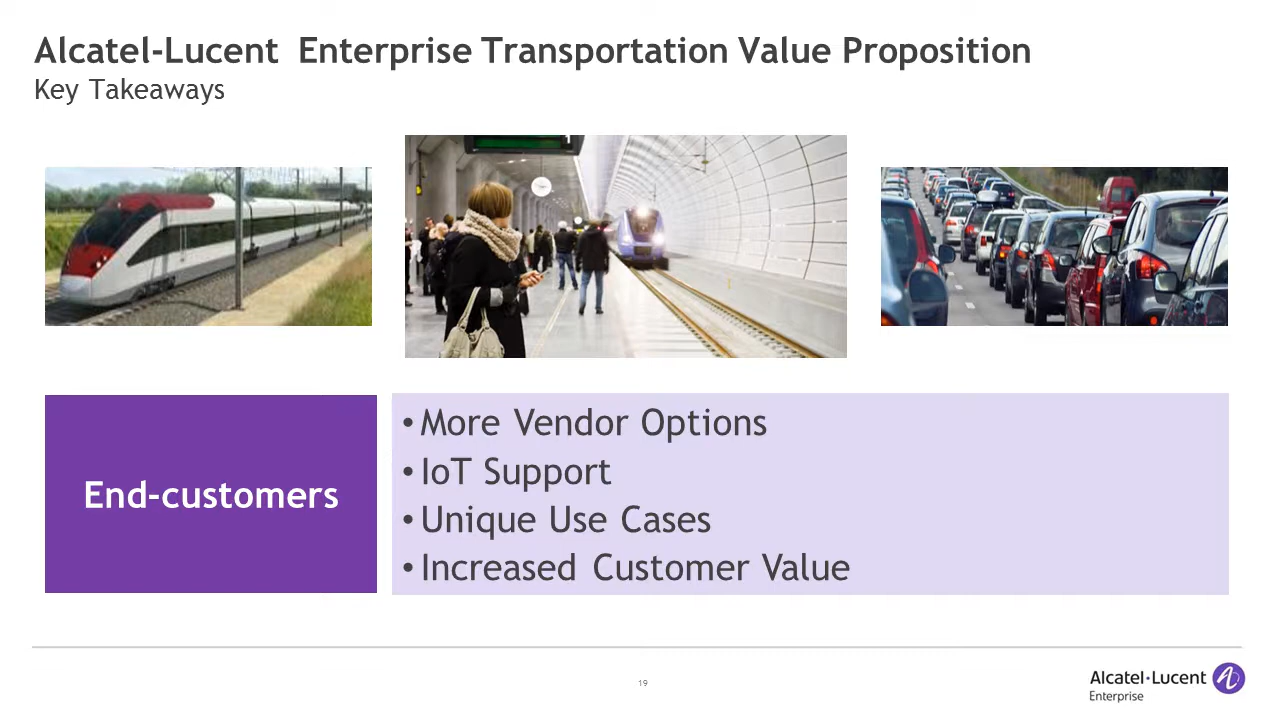 Alcatel-Lucent Enterprise Transportation Value Proposition
Key Takeaways
End-customers
• More Vendor Options
• IoT Support
• Unique Use Cases
• Increased Customer Value
19
Alcatel·Lucent
Enterprise